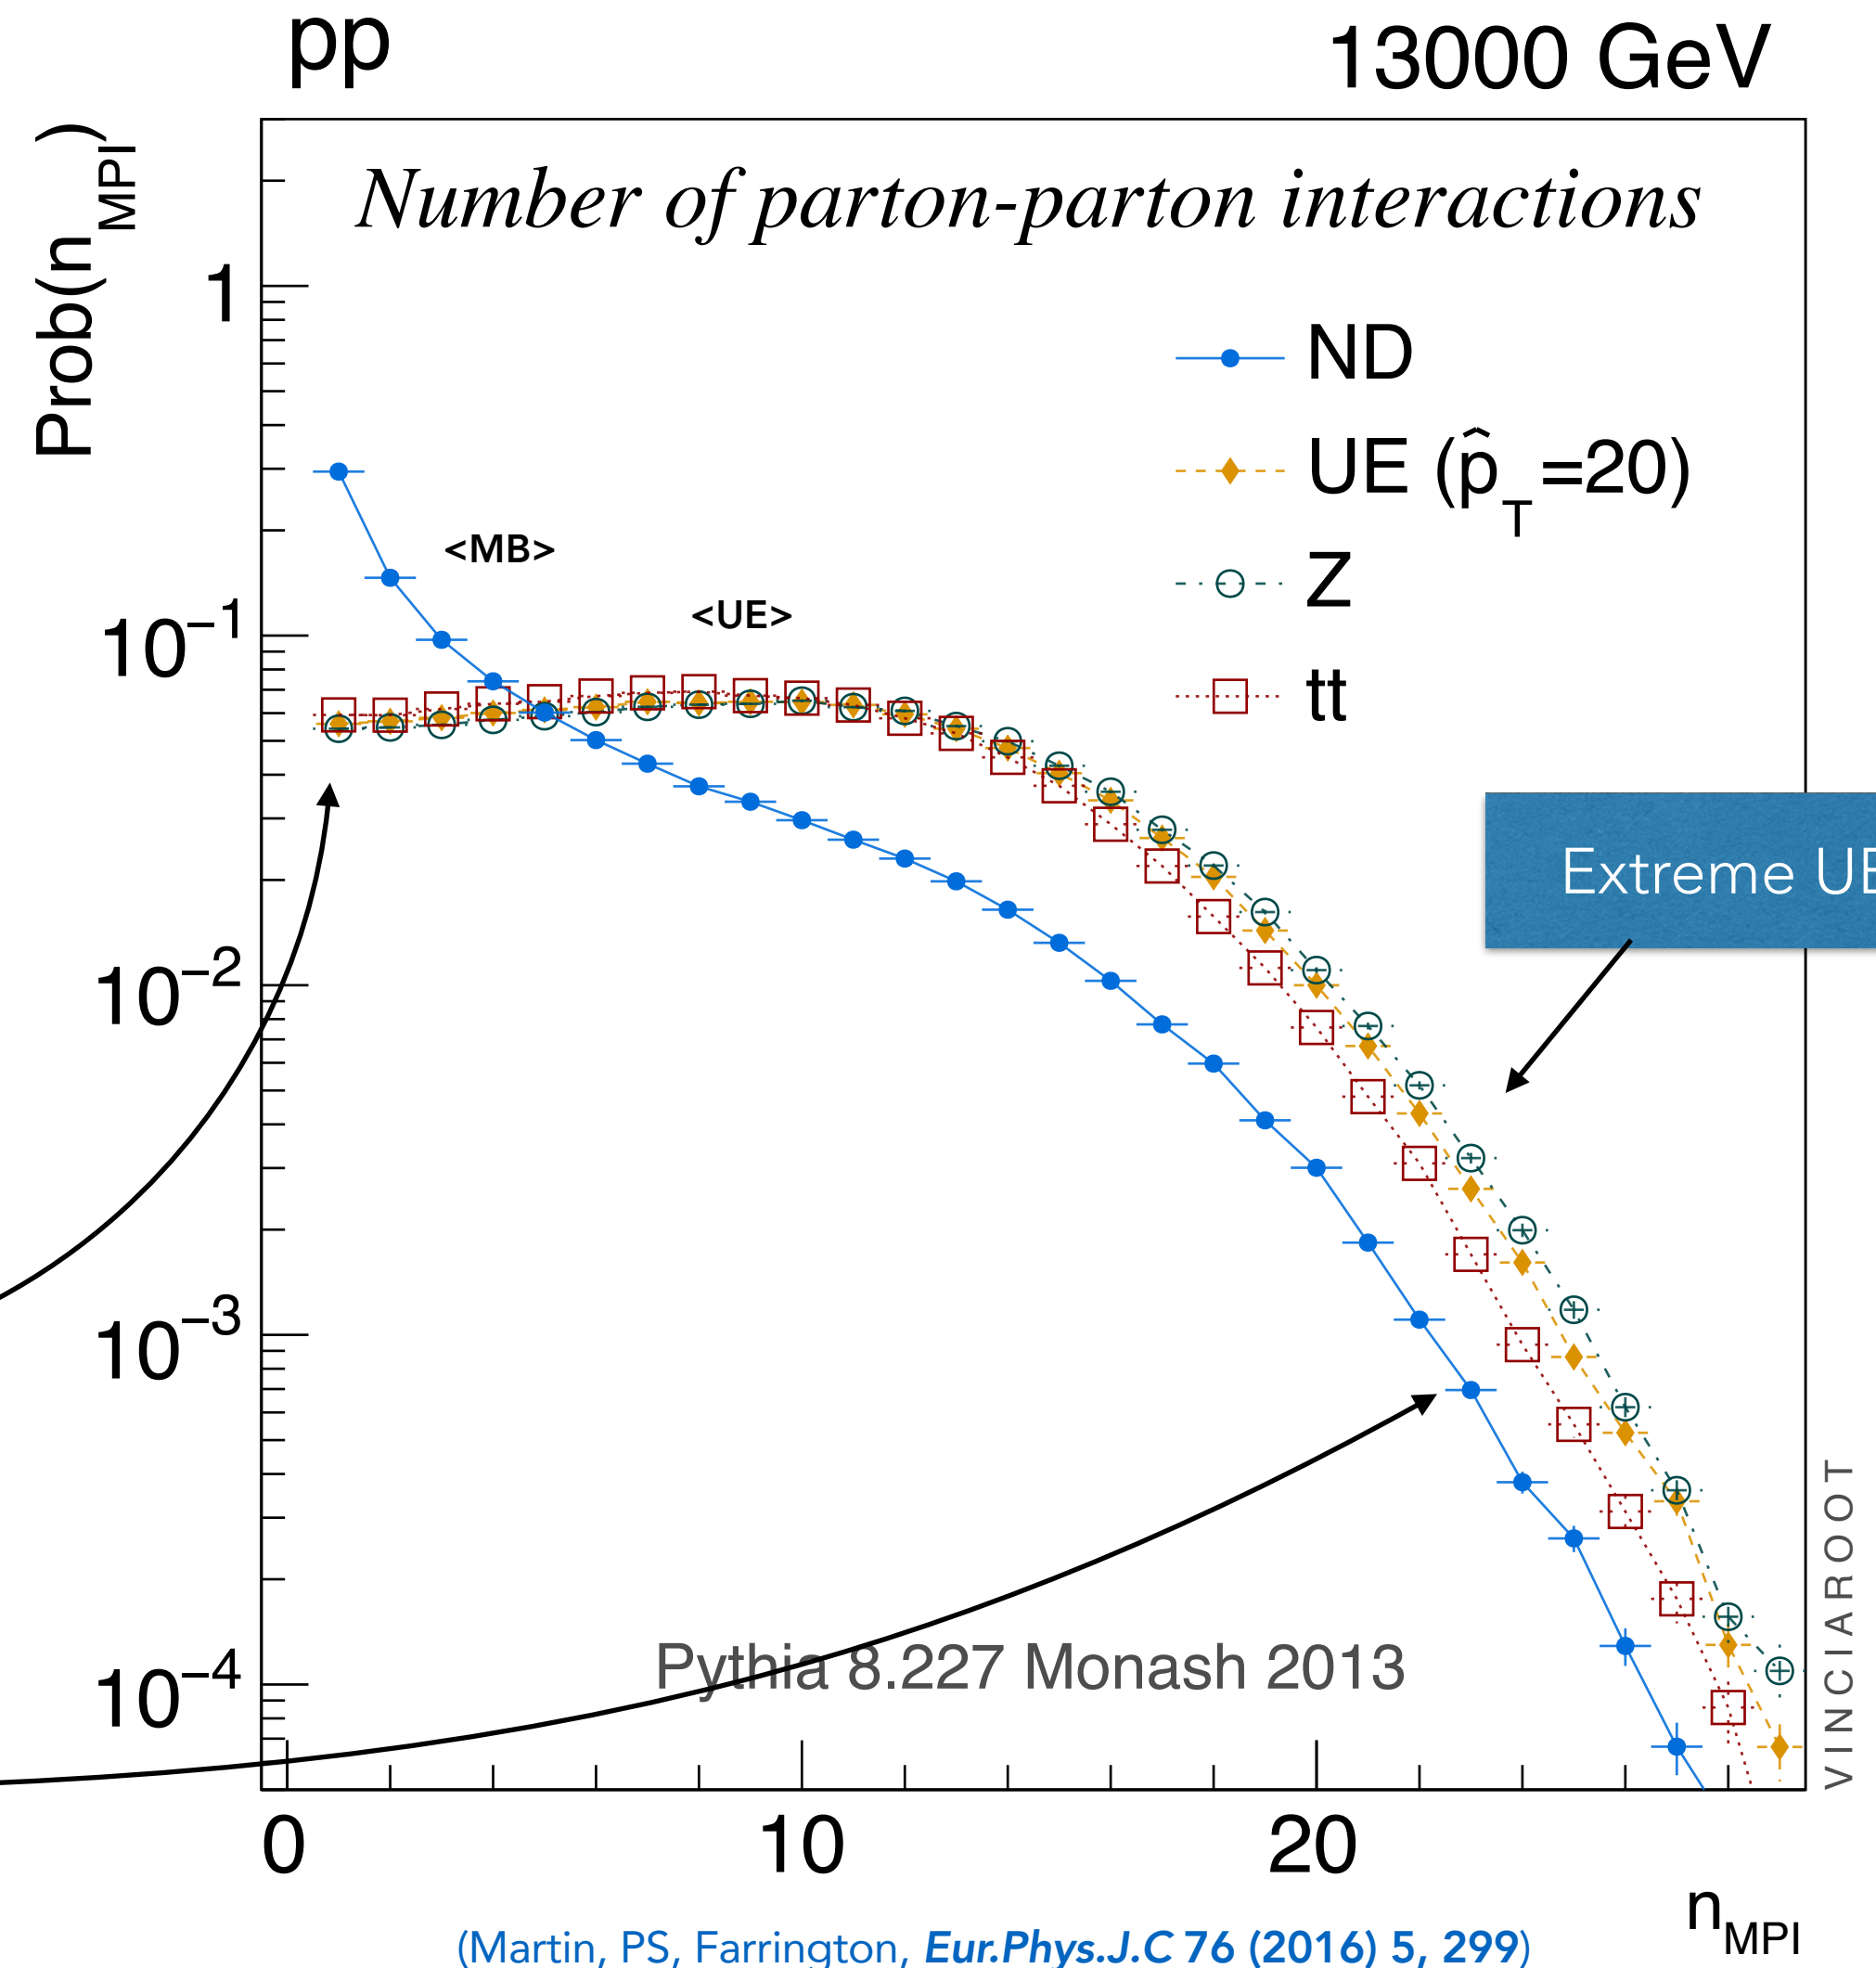 pp 13000 GeV
Prob(n_MPI)
Number of parton-parton interactions
1
ND
UE (p̂_T=20)
<MB>
Z
10⁻¹
<UE>
tt
Extreme UE
10⁻²
10⁻³
Pythia 8.227 Monash 2013
10⁻⁴
VINCIAROOT
0 10 20
n_MPI
(Martin, PS, Farrington, Eur.Phys.J.C 76 (2016) 5, 299)